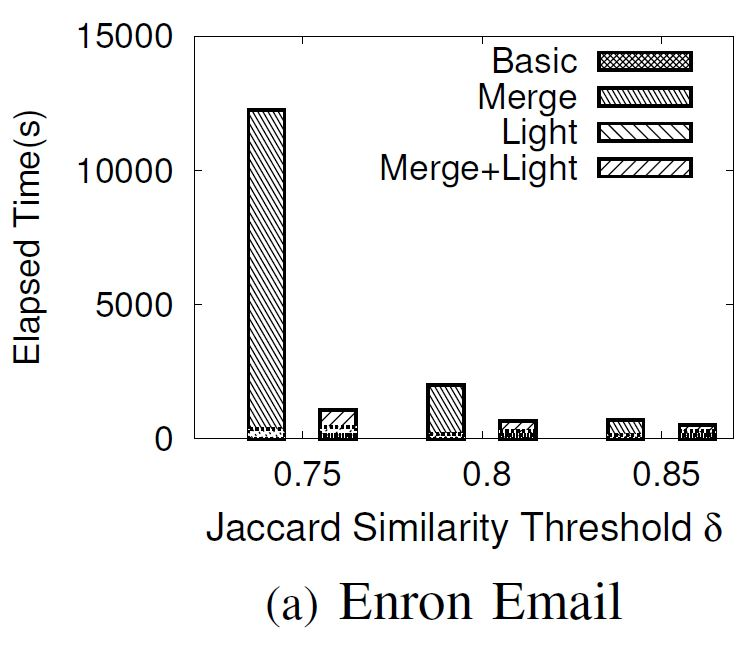 15000
10000
5000
0
Elapsed Time(s)
Basic
Merge
Light
Merge+Light
0.75
0.8
0.85
Jaccard Similarity Threshold δ
(a) Enron Email